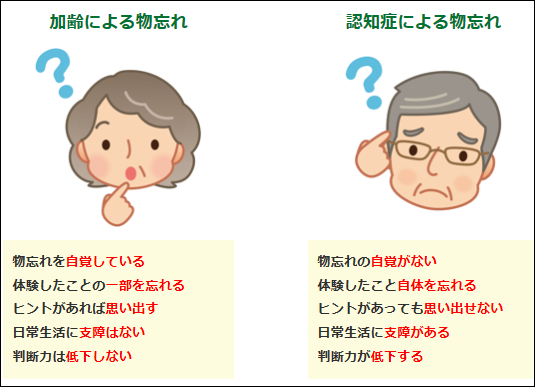 加齢による物忘れ
物忘れを自覚している
体験したことの一部を忘れる
ヒントがあれば思い出す
日常生活に支障はない
判断力は低下しない
認知症による物忘れ
物忘れの自覚がない
体験したこと自体を忘れる
ヒントがあっても思い出せない
日常生活に支障がある
判断力が低下する